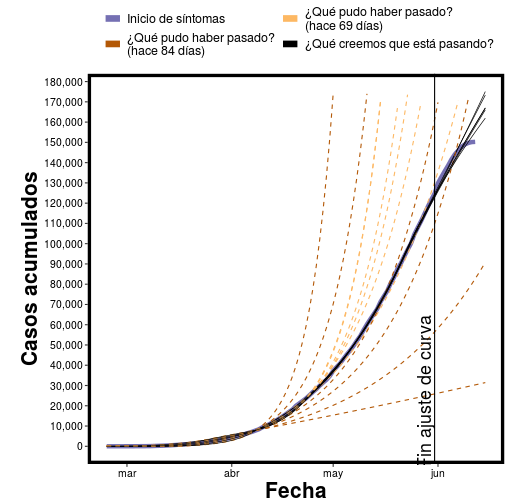 Inicio de síntomas
¿Qué pudo haber pasado?
(hace 84 días)
¿Qué pudo haber pasado?
(hace 69 días)
¿Qué creemos que está pasando?
Casos acumulados
180,000
170,000
160,000
150,000
140,000
130,000
120,000
110,000
100,000
90,000
80,000
70,000
60,000
50,000
40,000
30,000
20,000
10,000
0
Fin ajuste de curva
mar
abr
may
jun
Fecha